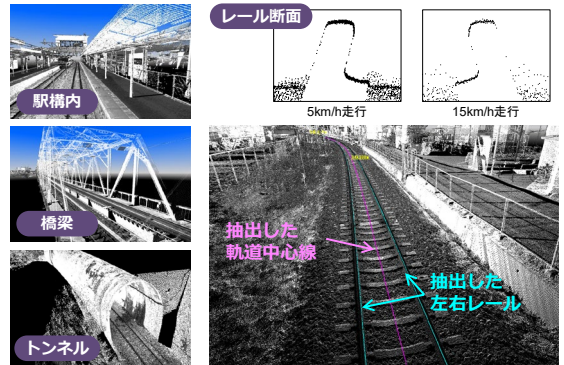 駅構内
橋梁
トンネル
レール断面
5km/h走行
15km/h走行
抽出した
軌道中心線
抽出した
左右レール